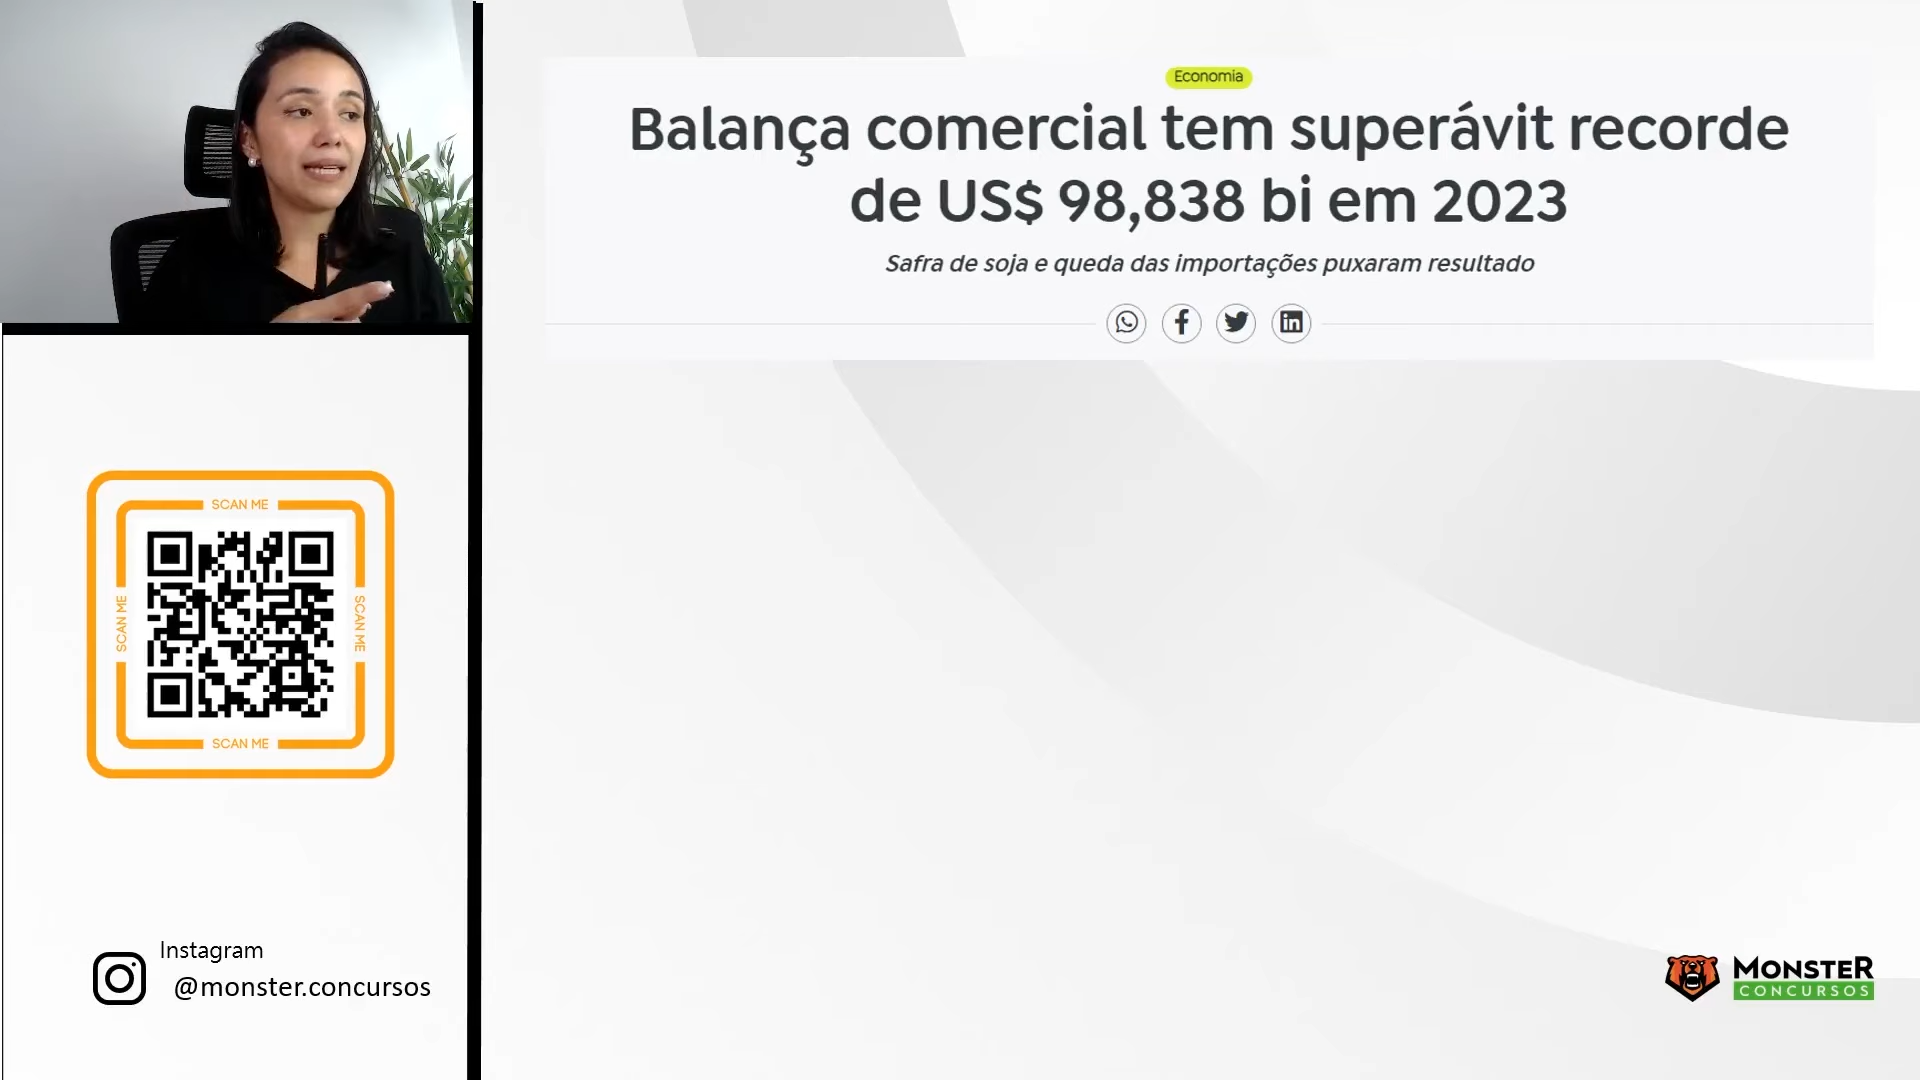 Economia
Balança comercial tem superávit recorde
de US$ 98,838 bi em 2023
Safra de soja e queda das importações puxaram resultado
SCAN ME
SCAN ME
SCAN ME
SCAN ME
Instagram
@monster.concursos
MONSTER
CONCURSOS